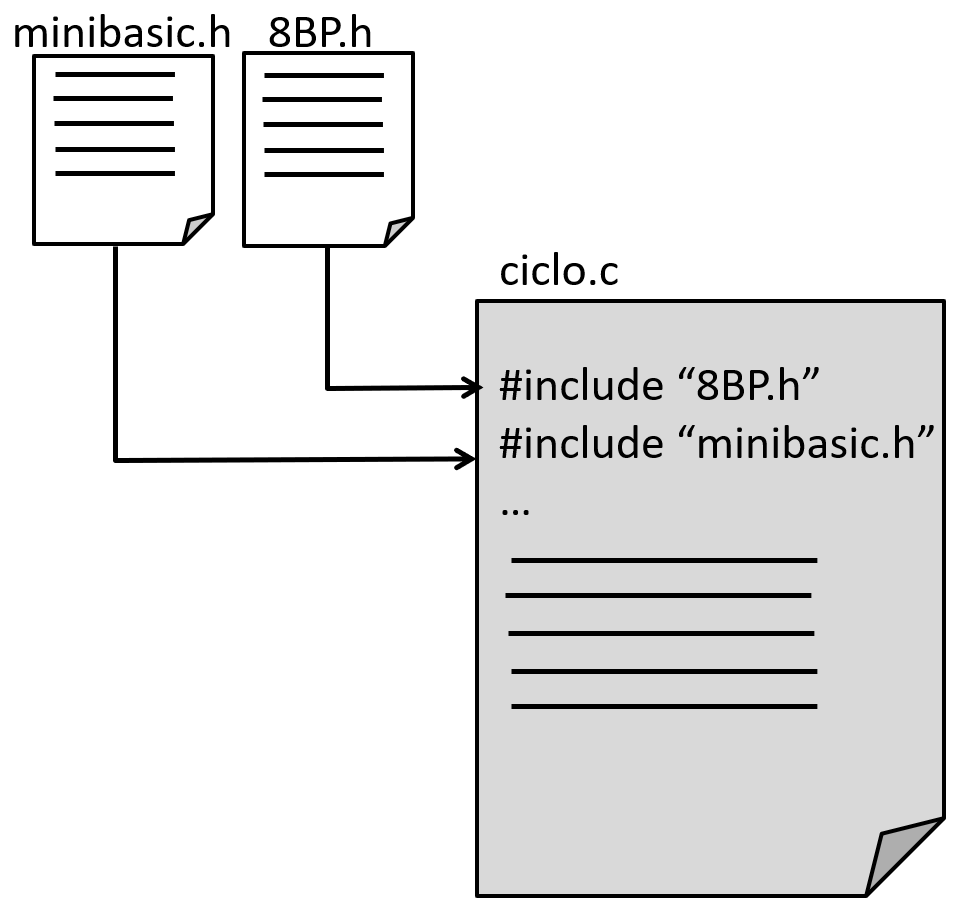 minibasic.h
8BP.h
ciclo.c
#include “8BP.h”
#include “minibasic.h”
...